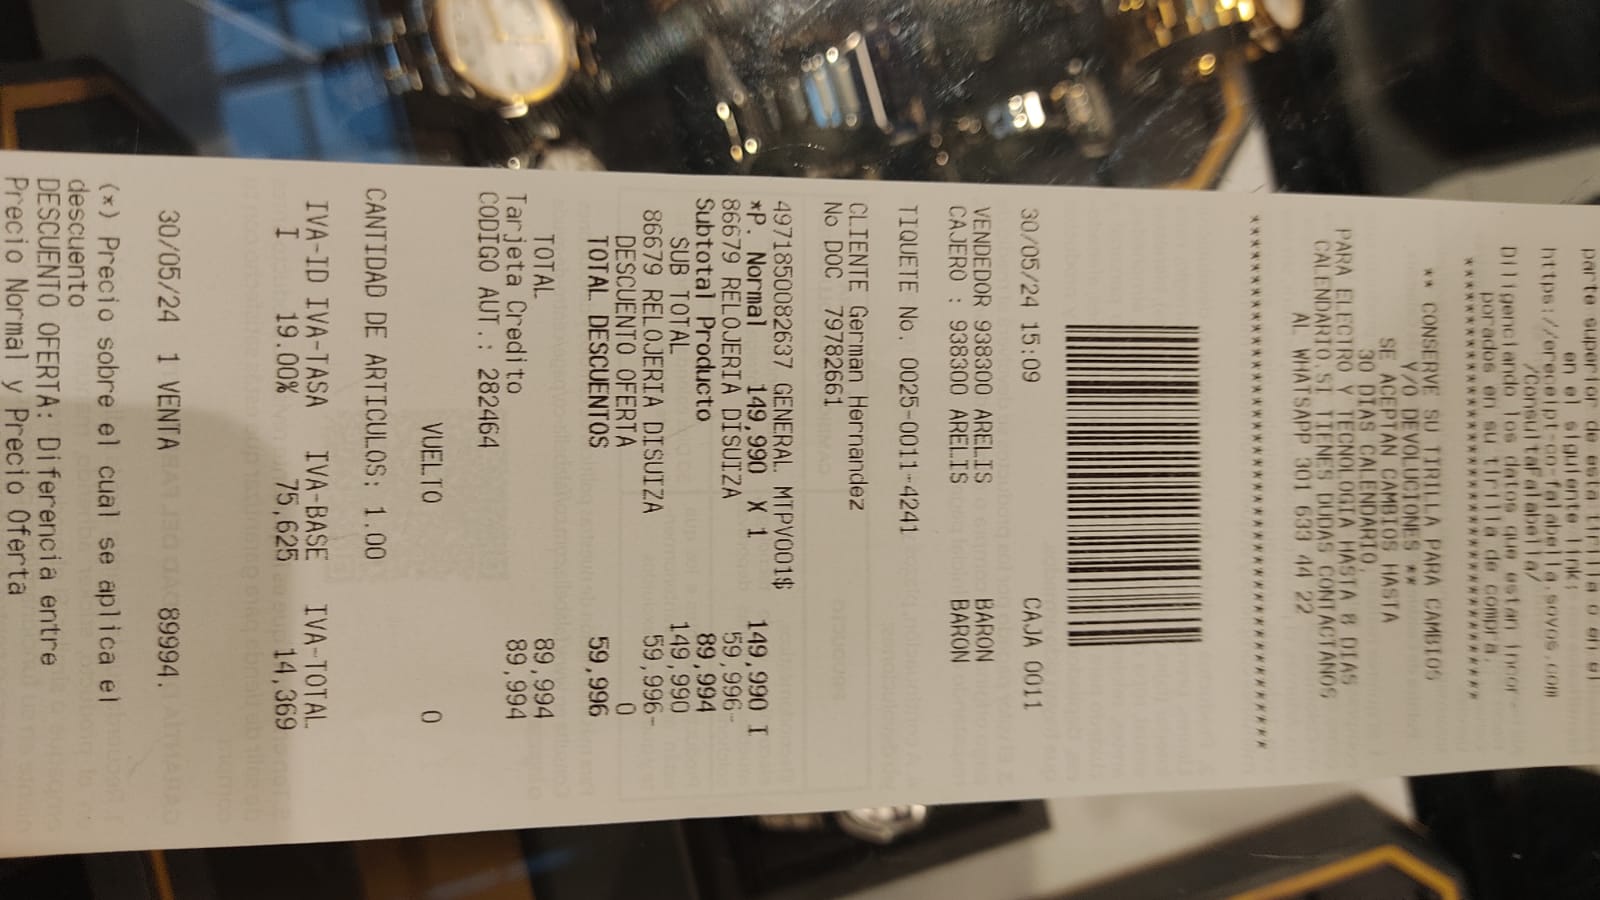 parte superior de esta tirilla o en el
en el siguiente link:
https://ereceipt-co-falabella.sovos.com
/ConsultaFalabella/
Diligenciando los datos que estan incor-
porados en su tirilla de compra.
** CONSERVE SU TIRILLA PARA CAMBIOS
Y/O DEVOLUCIONES **
SE ACEPTAN CAMBIOS HASTA
30 DIAS CALENDARIO,
PARA ELECTRO Y TECNOLOGIA HASTA 8 DIAS
CALENDARIO.SI TIENES DUDAS CONTACTANOS
AL WHATSAPP 301 633 44 22
30/05/24 15:09 CAJA 0011
VENDEDOR 938300 ARELIS BARON
CAJERO : 938300 ARELIS BARON
TIQUETE No. 0025-0011-4241
CLIENTE German Hernandez
No DOC 79782661
4971850082637 GENERAL MTPV001$
*P. Normal 149,990 X 1 149,990 I
86679 RELOJERIA DISUIZA 59,996-
Subtotal Producto 89,994
SUB TOTAL 149,990
86679 RELOJERIA DISUIZA 59,996-
DESCUENTO OFERTA 0
TOTAL DESCUENTOS 59,996
TOTAL 89,994
Tarjeta Credito 89,994
CODIGO AUT.: 282464
VUELTO 0
CANTIDAD DE ARTICULOS: 1.00
IVA-ID IVA-TASA IVA-BASE IVA-TOTAL
I 19.00% 75,625 14,369
30/05/24 1 VENTA 89994.
(*) Precio sobre el cual se aplica el
descuento
DESCUENTO OFERTA: Diferencia entre
Precio Normal y Precio Oferta